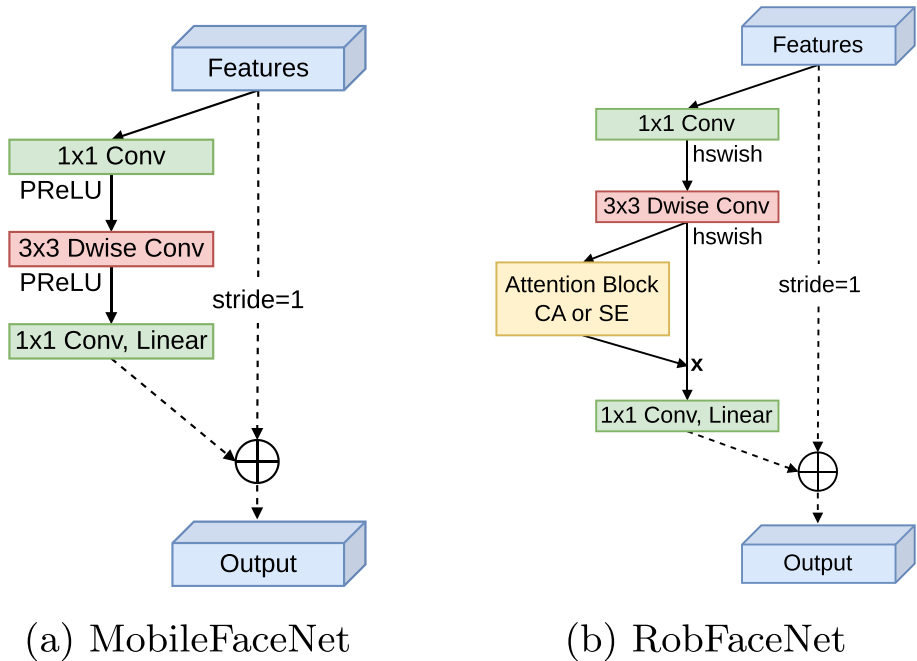 Features
1x1 Conv
PReLU
3x3 Dwise Conv
PReLU
stride=1
1x1 Conv, Linear
Output
(a) MobileFaceNet
Features
1x1 Conv
hswish
3x3 Dwise Conv
hswish
Attention Block
CA or SE
stride=1
x
1x1 Conv, Linear
Output
(b) RobFaceNet